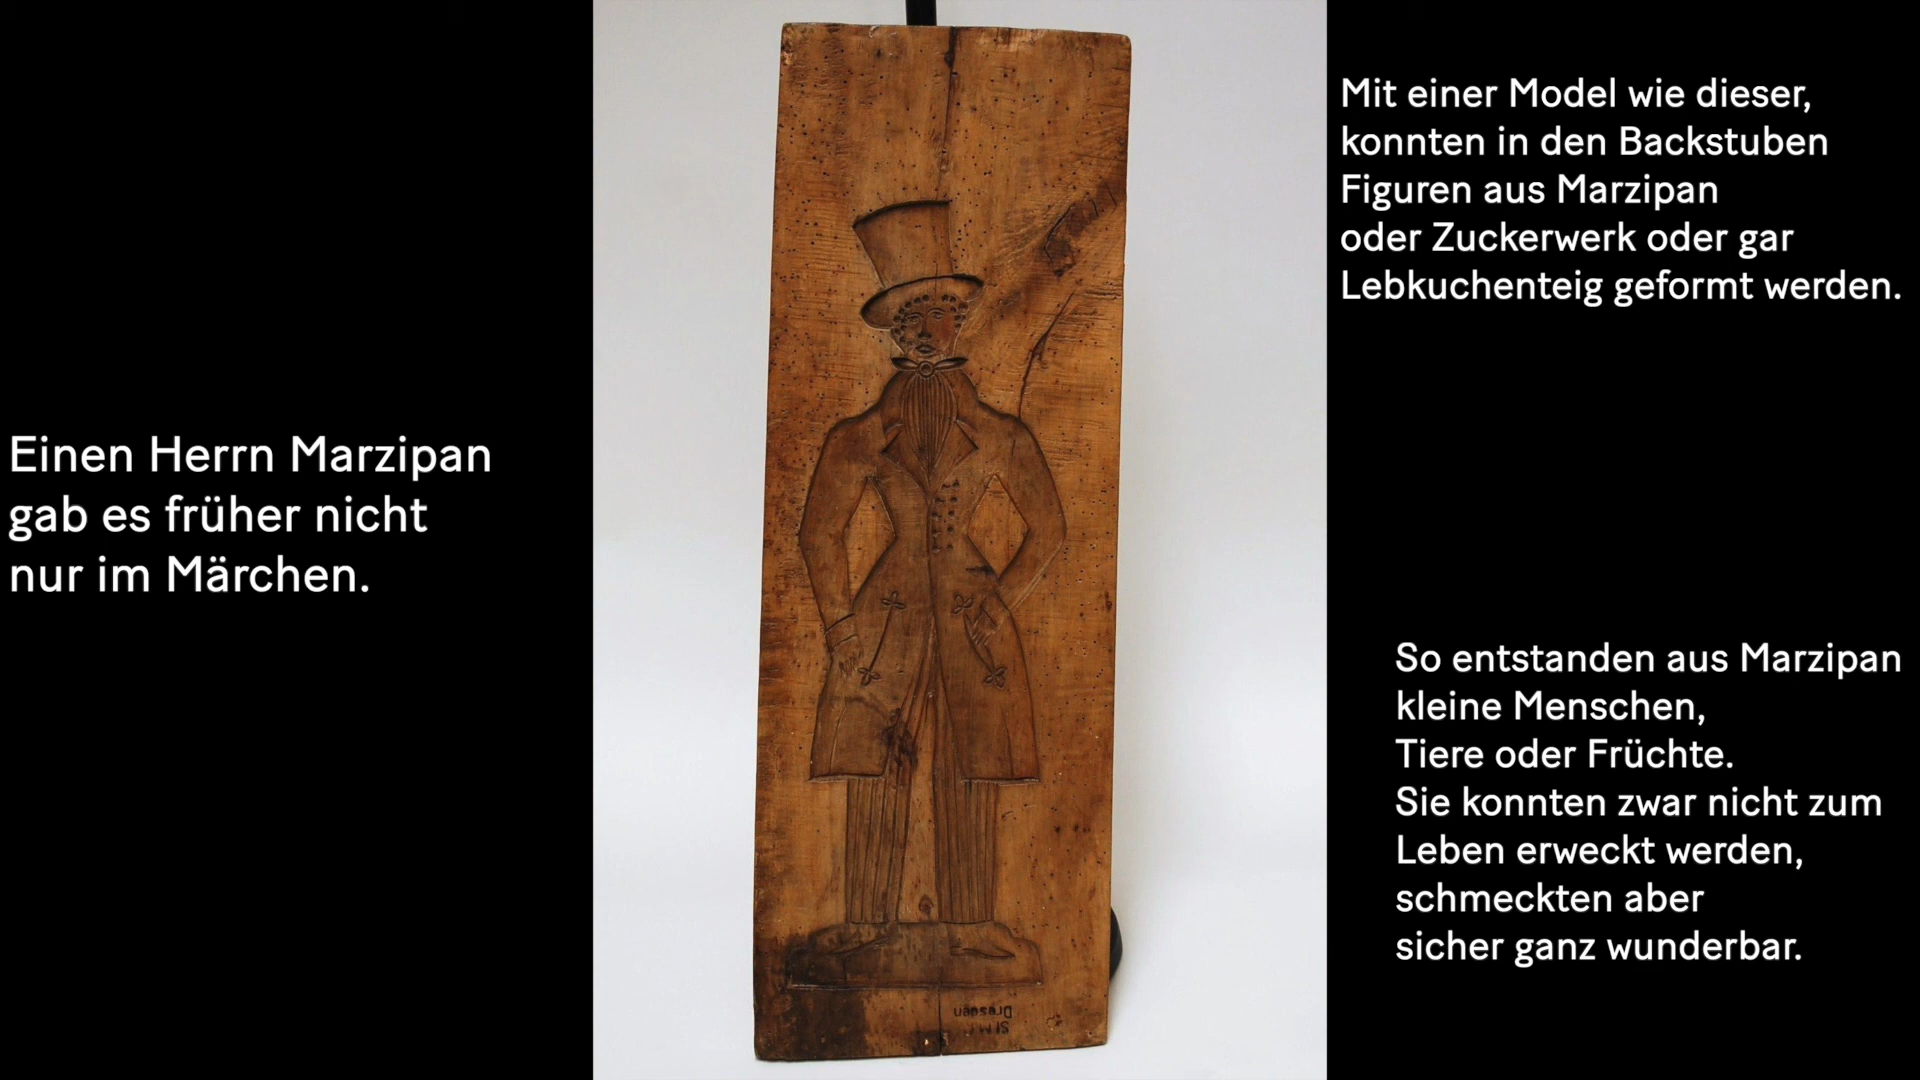 Einen Herrn Marzipan
gab es früher nicht
nur im Märchen.
Mit einer Model wie dieser,
konnten in den Backstuben
Figuren aus Marzipan
oder Zuckerwerk oder gar
Lebkuchenteig geformt werden.
So entstanden aus Marzipan
kleine Menschen,
Tiere oder Früchte.
Sie konnten zwar nicht zum
Leben erweckt werden,
schmeckten aber
sicher ganz wunderbar.
Dresden